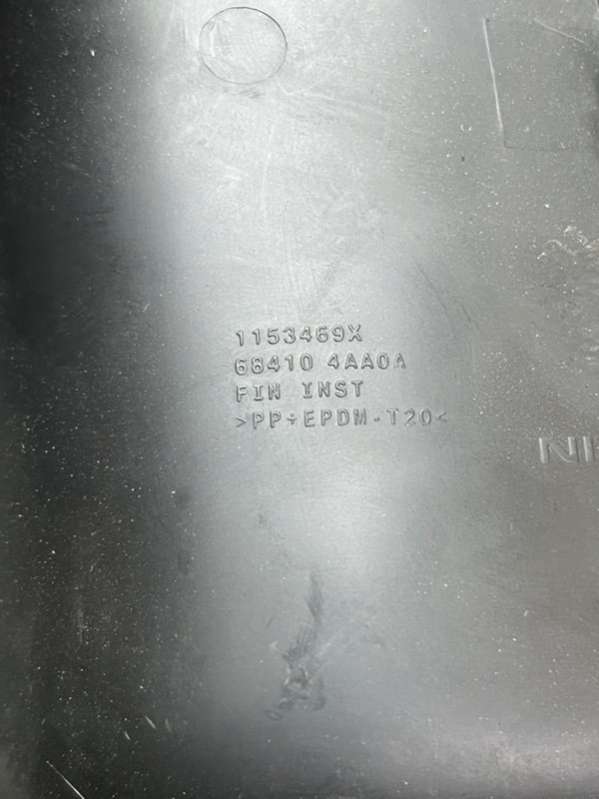 1153469X
68410 4AA0A
FIN INST
>PP+EPDM-T20<